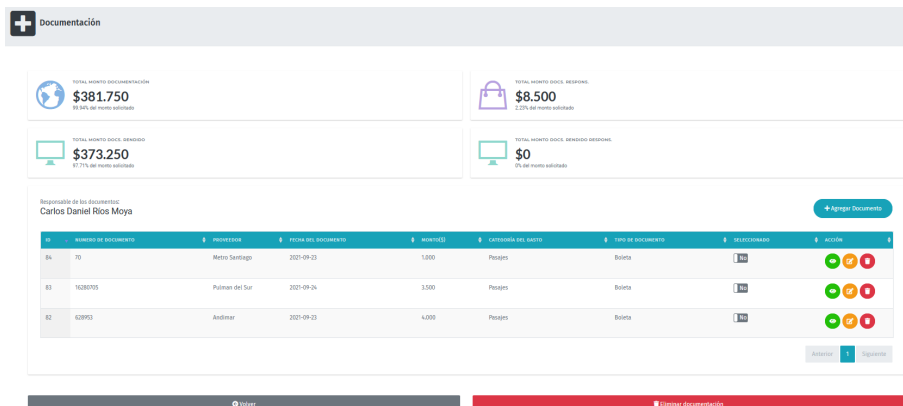 Documentación
TOTAL MONTO DOCUMENTACIÓN
$381.750
99.94% del monto solicitado
TOTAL MONTO DOCS. RESPONS.
$8.500
2.23% del monto solicitado
TOTAL MONTO DOCS. RENDIDO
$373.250
97.71% del monto solicitado
TOTAL MONTO DOCS. RENDIDO RESPONS.
$0
0% del monto solicitado
Responsable de los documentos:
Carlos Daniel Ríos Moya
+ Agregar Documento
ID NUMERO DE DOCUMENTO PROVEEDOR FECHA DEL DOCUMENTO MONTO($) CATEGORÍA DEL GASTO TIPO DE DOCUMENTO SELECCIONADO ACCIÓN
84 70 Metro Santiago 2021-09-23 1.000 Pasajes Boleta No
83 16280705 Pulman del Sur 2021-09-24 3.500 Pasajes Boleta No
82 628953 Andimar 2021-09-23 4.000 Pasajes Boleta No
Anterior 1 Siguiente
Volver
Eliminar documentación